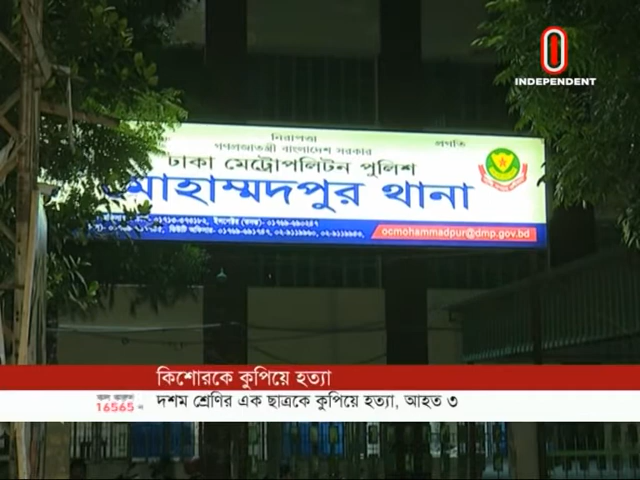 INDEPENDENT
নিরাপত্তা প্রগতি
গণপ্রজাতন্ত্রী বাংলাদেশ সরকার
ঢাকা মেট্রোপলিটন পুলিশ
মোহাম্মদপুর থানা
ocmohammadpur@dmp.gov.bd
কিশোরকে কুপিয়ে হত্যা
দশম শ্রেণির এক ছাত্রকে কুপিয়ে হত্যা, আহত ৩
16565